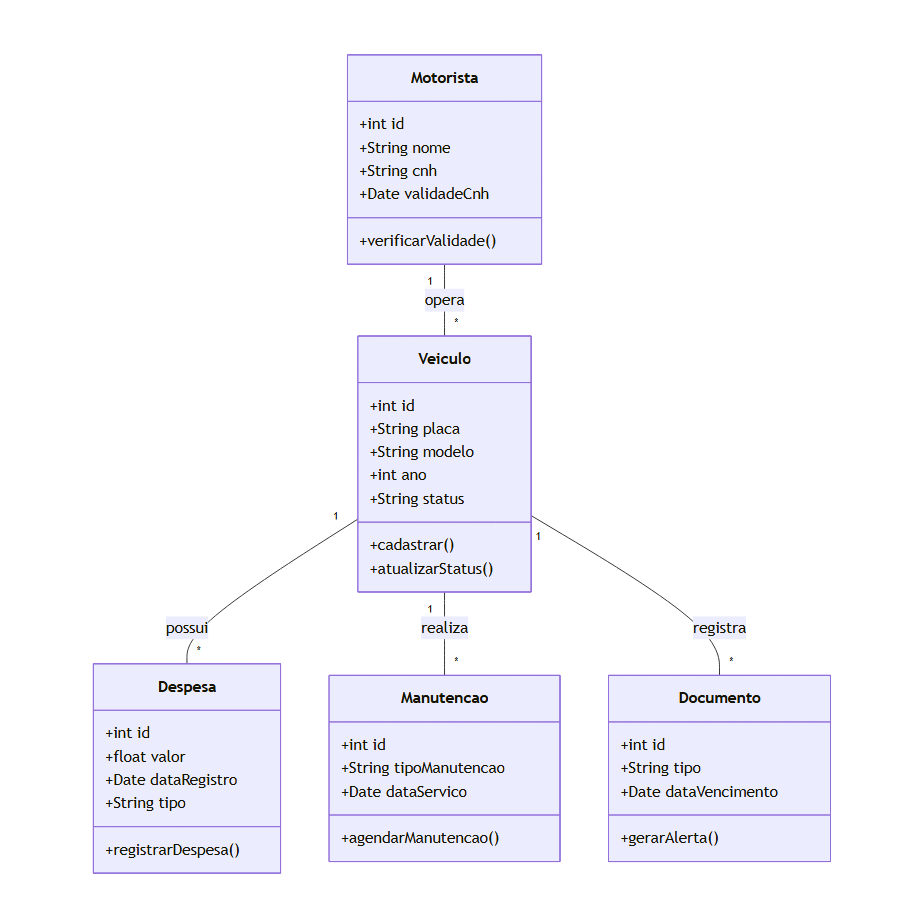 Motorista
+int id
+String nome
+String cnh
+Date validadeCnh
+verificarValidade()
1
opera
*
Veiculo
+int id
+String placa
+String modelo
+int ano
+String status
+cadastrar()
+atualizarStatus()
1
possui
*
1
realiza
*
1
registra
*
Despesa
+int id
+float valor
+Date dataRegistro
+String tipo
+registrarDespesa()
Manutencao
+int id
+String tipoManutencao
+Date dataServico
+agendarManutencao()
Documento
+int id
+String tipo
+Date dataVencimento
+gerarAlerta()